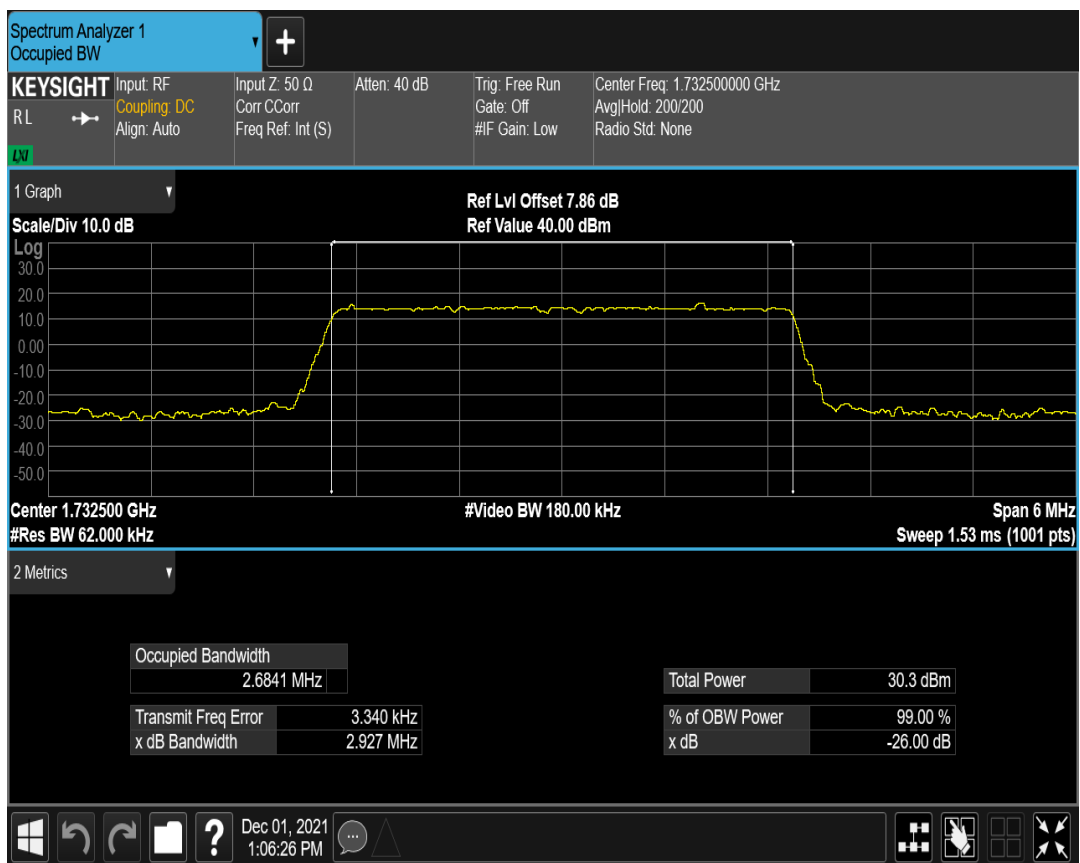 Spectrum Analyzer 1
Occupied BW
KEYSIGHT
R L
LXI
Input: RF
Coupling: DC
Align: Auto
Input Z: 50 Ω
Corr CCorr
Freq Ref: Int (S)
Atten: 40 dB
Trig: Free Run
Gate: Off
#IF Gain: Low
Center Freq: 1.732500000 GHz
Avg|Hold: 200/200
Radio Std: None
1 Graph
Ref Lvl Offset 7.86 dB
Scale/Div 10.0 dB
Ref Value 40.00 dBm
Log
30.0
20.0
10.0
0.00
-10.0
-20.0
-30.0
-40.0
-50.0
Center 1.732500 GHz
#Video BW 180.00 kHz
Span 6 MHz
#Res BW 62.000 kHz
Sweep 1.53 ms (1001 pts)
2 Metrics
Occupied Bandwidth
2.6841 MHz
Total Power 30.3 dBm
Transmit Freq Error 3.340 kHz
% of OBW Power 99.00 %
x dB Bandwidth 2.927 MHz
x dB -26.00 dB
?
Dec 01, 2021
1:06:26 PM